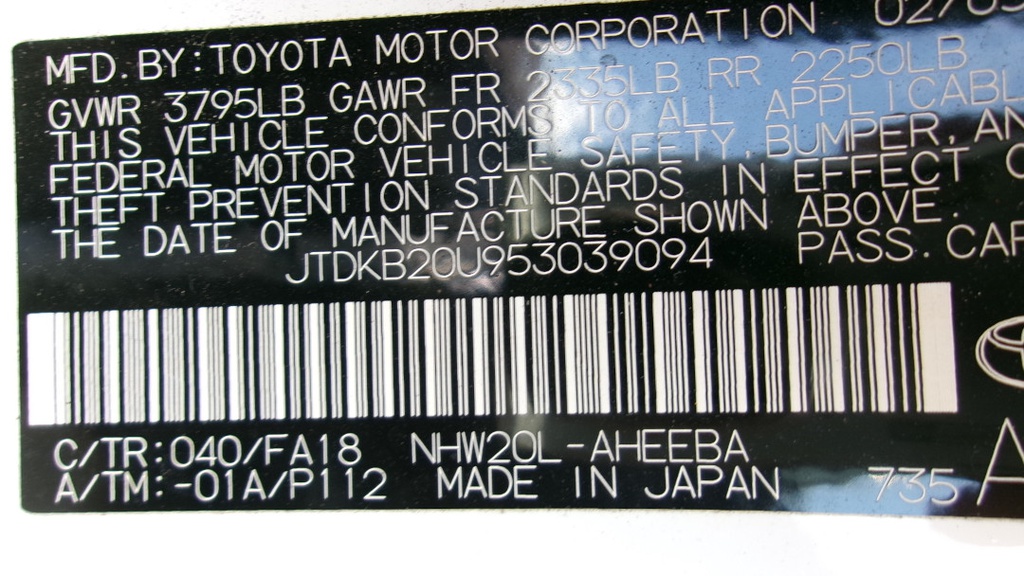 MFD. BY: TOYOTA MOTOR CORPORATION 02/05
GVWR 3795LB GAWR FR 2335LB RR 2250LB
THIS VEHICLE CONFORMS TO ALL APPLICABL
FEDERAL MOTOR VEHICLE SAFETY, BUMPER, AN
THEFT PREVENTION STANDARDS IN EFFECT O
THE DATE OF MANUFACTURE SHOWN ABOVE.
JTDKB20U953039094 PASS. CAR
C/TR:040/FA18 NHW20L-AHEEBA
A/TM:-01A/P112 MADE IN JAPAN 735 A